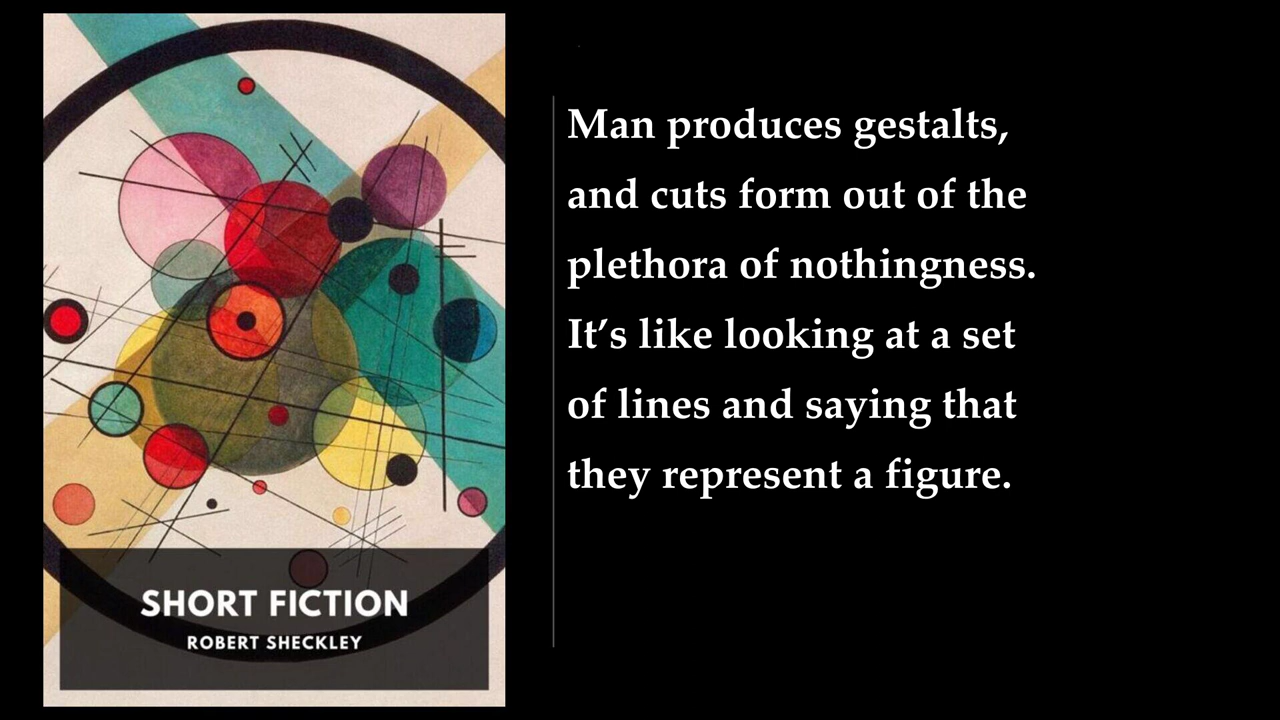 SHORT FICTION
ROBERT SHECKLEY
Man produces gestalts,
and cuts form out of the
plethora of nothingness.
It’s like looking at a set
of lines and saying that
they represent a figure.